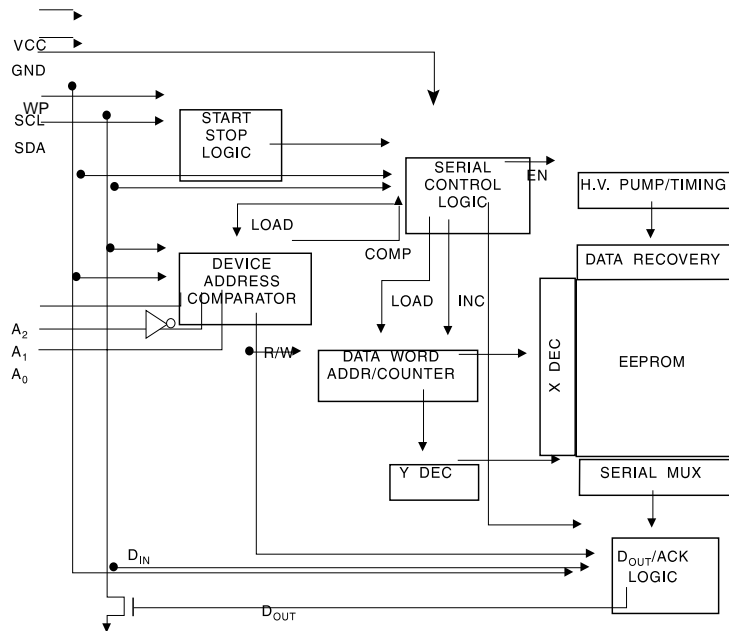 VCC
GND
WP
SCL
SDA
START
STOP
LOGIC
SERIAL
CONTROL
LOGIC
EN
H.V. PUMP/TIMING
LOAD
COMP
DATA RECOVERY
DEVICE
ADDRESS
COMPARATOR
LOAD
INC
A2
A1
A0
R/W
DATA WORD
ADDR/COUNTER
X DEC
EEPROM
Y DEC
SERIAL MUX
DIN
DOUT/ACK
LOGIC
DOUT